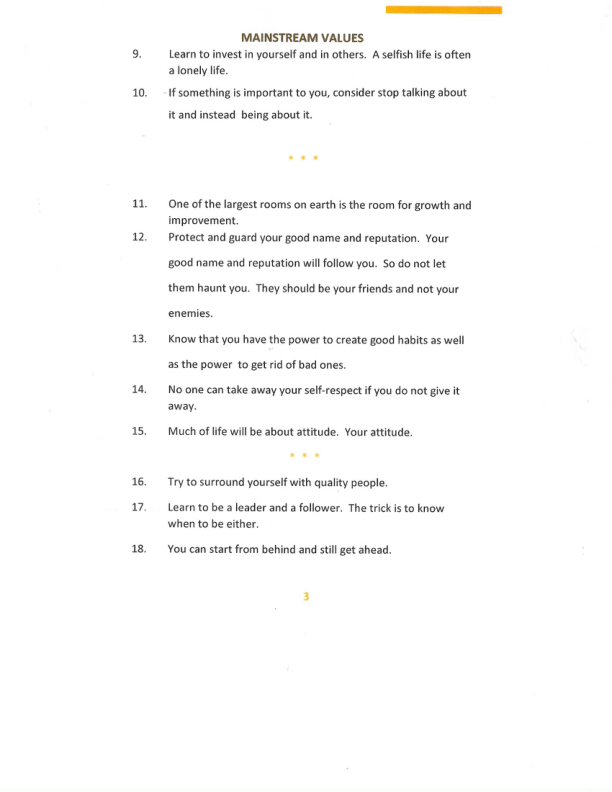 MAINSTREAM VALUES
9. Learn to invest in yourself and in others. A selfish life is often
a lonely life.
10. If something is important to you, consider stop talking about
it and instead being about it.
* * *
11. One of the largest rooms on earth is the room for growth and
improvement.
12. Protect and guard your good name and reputation. Your
good name and reputation will follow you. So do not let
them haunt you. They should be your friends and not your
enemies.
13. Know that you have the power to create good habits as well
as the power to get rid of bad ones.
14. No one can take away your self-respect if you do not give it
away.
15. Much of life will be about attitude. Your attitude.
* * *
16. Try to surround yourself with quality people.
17. Learn to be a leader and a follower. The trick is to know
when to be either.
18. You can start from behind and still get ahead.
3